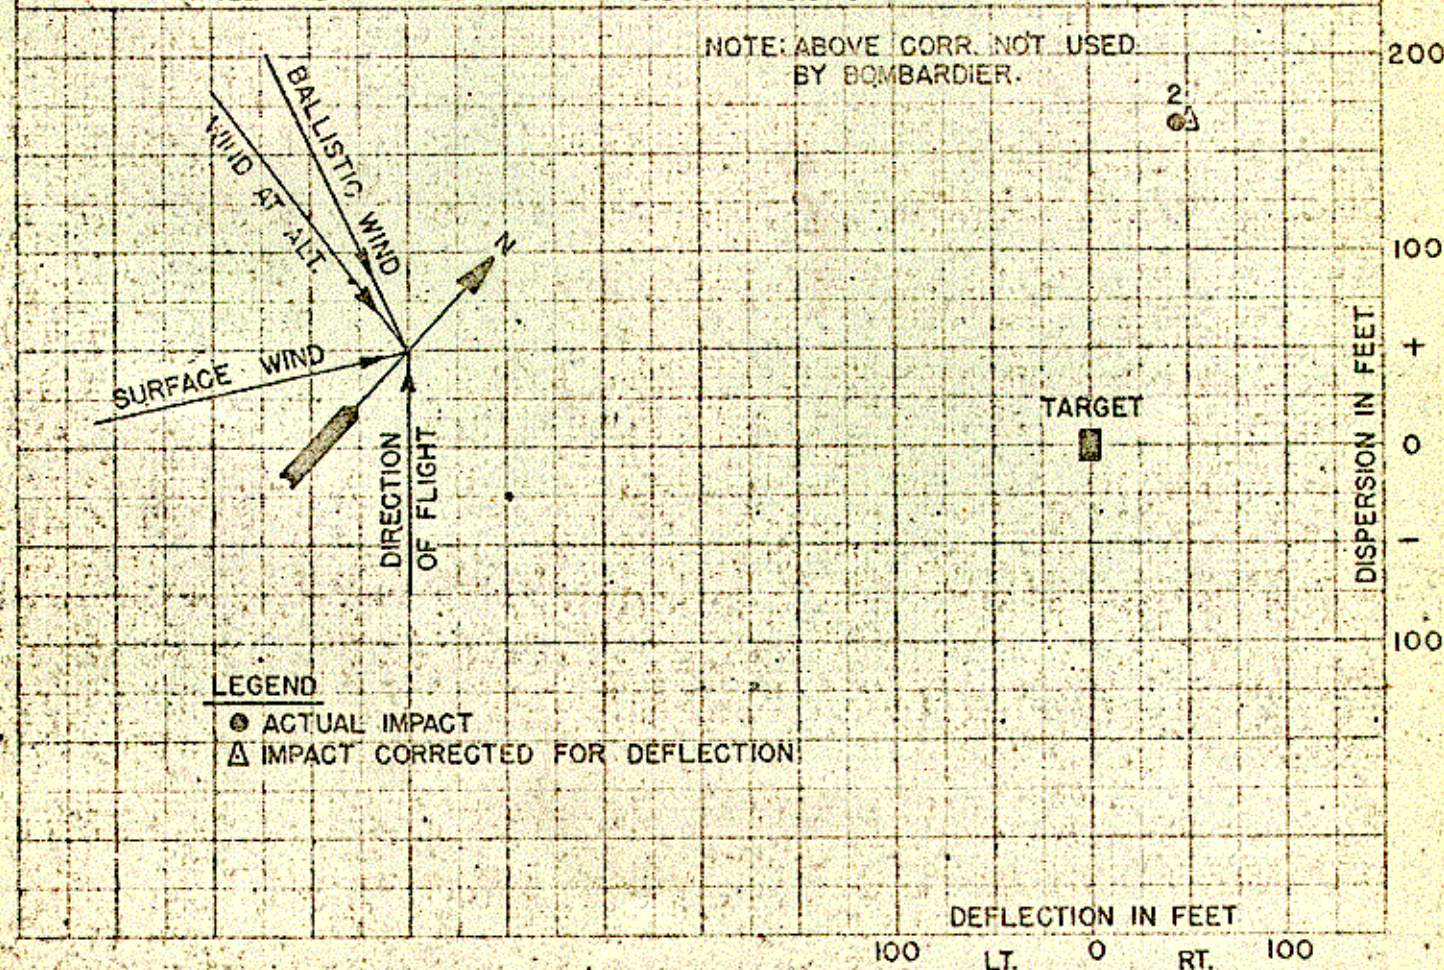 NOTE: ABOVE CORR. NOT USED
BY BOMBARDIER.
200
2
BALLISTIC WIND
WIND AT ALT.
N
100
SURFACE WIND
+
TARGET
0
DISPERSION IN FEET
DIRECTION
OF FLIGHT
−
100
LEGEND
ACTUAL IMPACT
IMPACT CORRECTED FOR DEFLECTION
DEFLECTION IN FEET
100 LT. 0 RT. 100